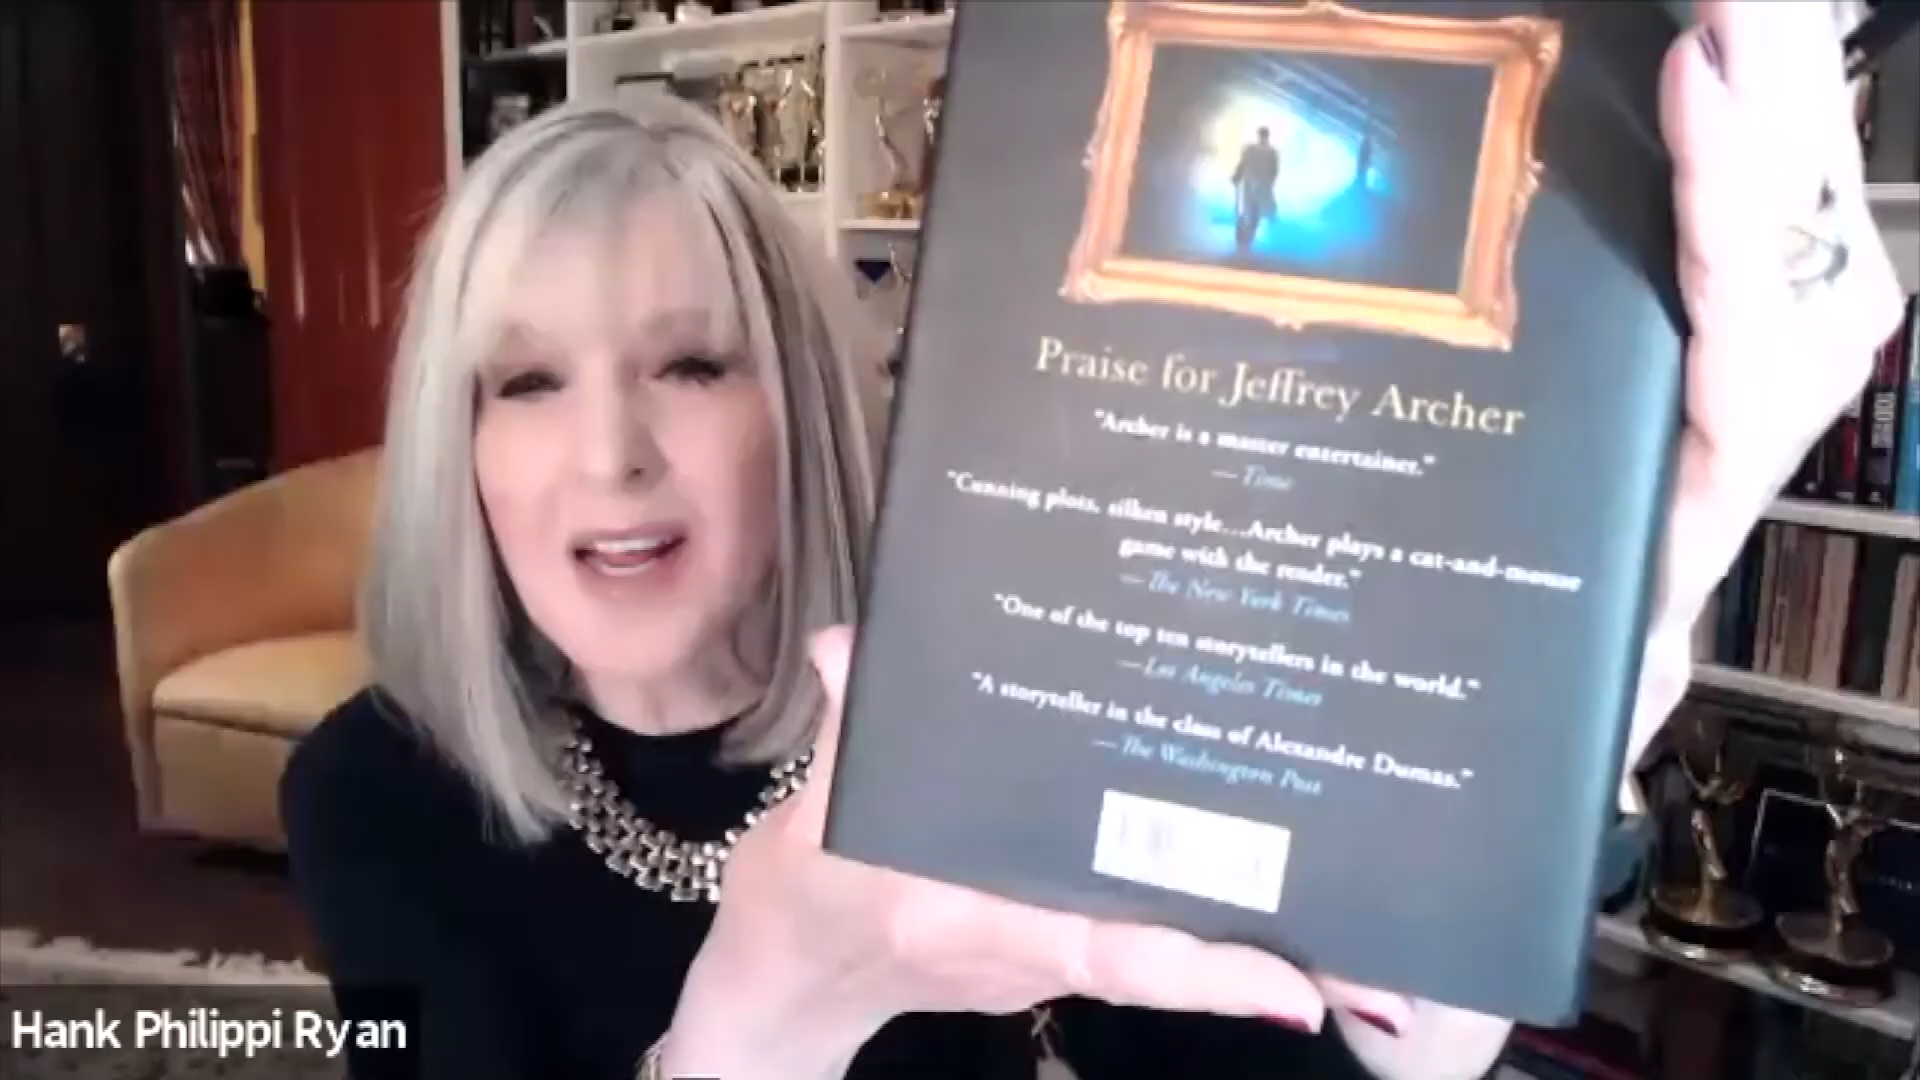 Praise for Jeffrey Archer
"Archer is a master entertainer."
— Time
"Cunning plots, silken style...Archer plays a cat-and-mouse
game with the reader."
— The New York Times
"One of the top ten storytellers in the world."
— Los Angeles Times
"A storyteller in the class of Alexandre Dumas."
— The Washington Post
Hank Philippi Ryan